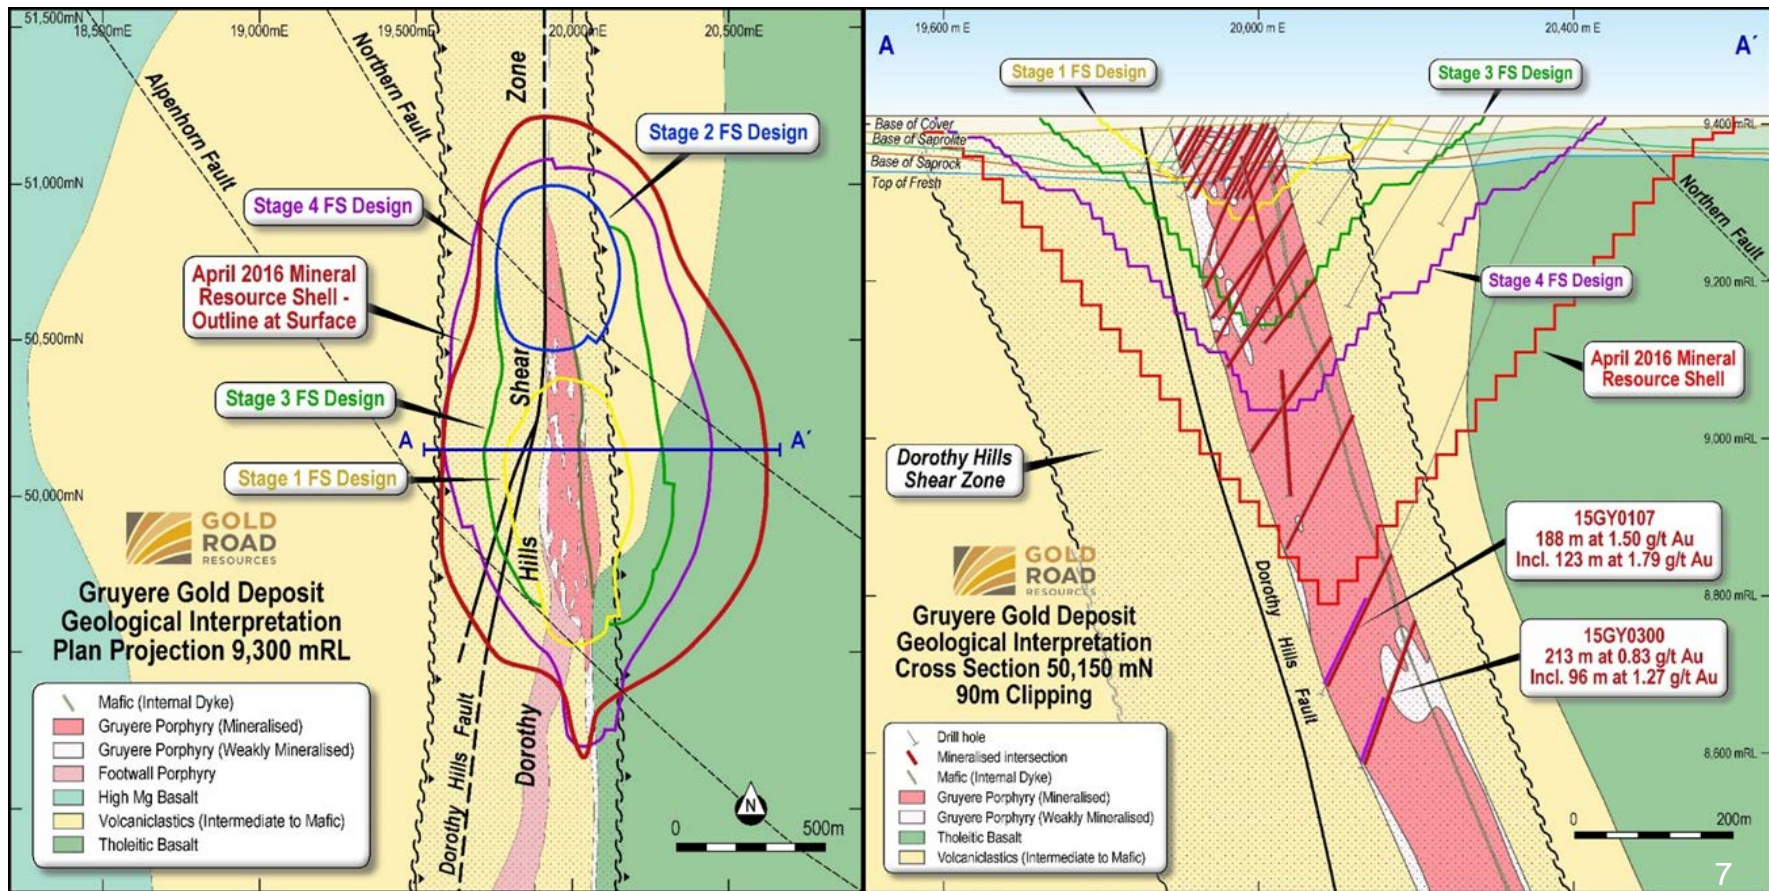 51,500mN
18,500mE
19,000mE
19,500mE
20,000mE
20,500mE
Zone
Northern Fault
Alpenhorn Fault
Stage 2 FS Design
51,000mN
Stage 4 FS Design
April 2016 Mineral
Resource Shell -
Outline at Surface
50,500mN
Shear
Stage 3 FS Design
A
A´
Stage 1 FS Design
50,000mN
Hills
GOLD
ROAD
RESOURCES
Gruyere Gold Deposit
Geological Interpretation
Plan Projection 9,300 mRL
Dorothy
Dorothy Hills Fault
Mafic (Internal Dyke)
Gruyere Porphyry (Mineralised)
Gruyere Porphyry (Weakly Mineralised)
Footwall Porphyry
High Mg Basalt
Volcaniclastics (Intermediate to Mafic)
Tholeitic Basalt
N
0
500m
19,600 mE
20,000 mE
20,400 mE
A
A´
Stage 1 FS Design
Stage 3 FS Design
Base of Cover
Base of Saprolite
Base of Saprock
Top of Fresh
9,400 mRL
Northern Fault
Stage 4 FS Design
9,200 mRL
April 2016 Mineral
Resource Shell
9,000 mRL
Dorothy Hills
Shear Zone
15GY0107
188 m at 1.50 g/t Au
Incl. 123 m at 1.79 g/t Au
GOLD
ROAD
RESOURCES
Dorothy Hills Fault
8,800 mRL
Gruyere Gold Deposit
Geological Interpretation
Cross Section 50,150 mN
90m Clipping
15GY0300
213 m at 0.83 g/t Au
Incl. 96 m at 1.27 g/t Au
Drill hole
Mineralised intersection
Mafic (Internal Dyke)
Gruyere Porphyry (Mineralised)
Gruyere Porphyry (Weakly Mineralised)
Tholeitic Basalt
Volcaniclastics (Intermediate to Mafic)
8,600 mRL
0
200m
7